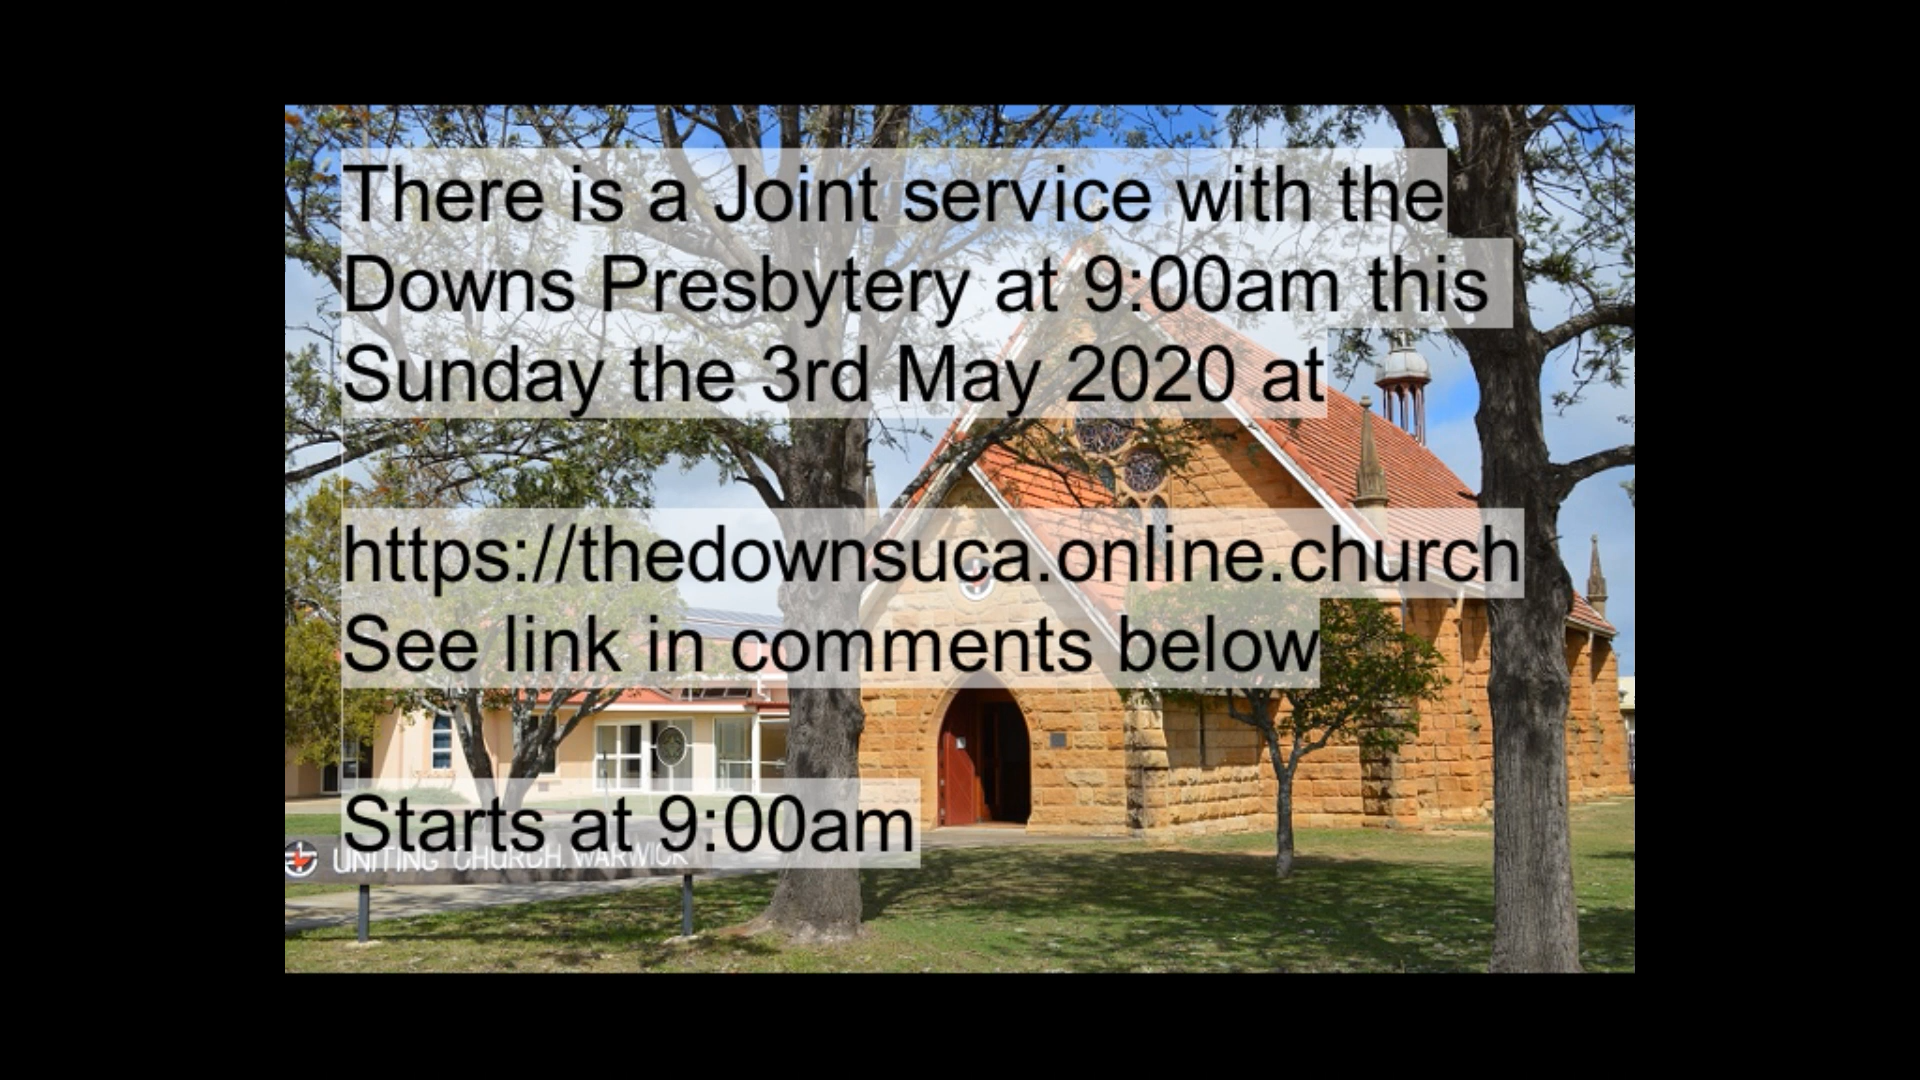 There is a Joint service with the
Downs Presbytery at 9:00am this
Sunday the 3rd May 2020 at
https://thedownsuca.online.church
See link in comments below
Starts at 9:00am
UNITING CHURCH, WARWICK